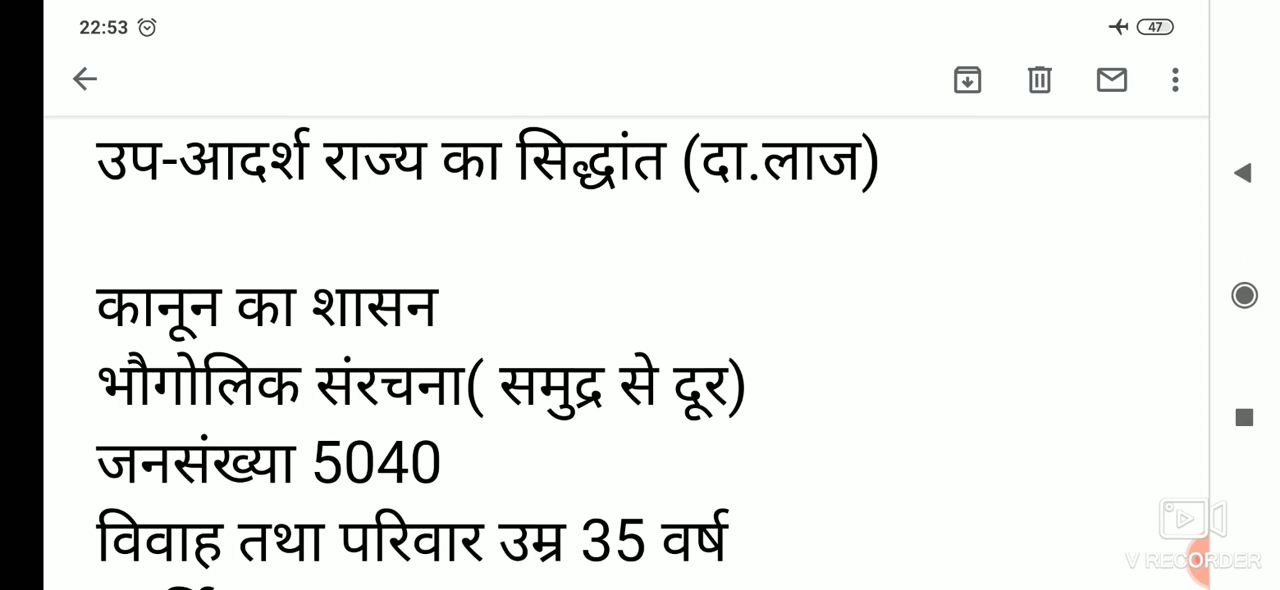 22:53
47
उप-आदर्श राज्य का सिद्धांत (दा.लाज)
कानून का शासन
भौगोलिक संरचना( समुद्र से दूर)
जनसंख्या 5040
विवाह तथा परिवार उम्र 35 वर्ष
V RECORDER